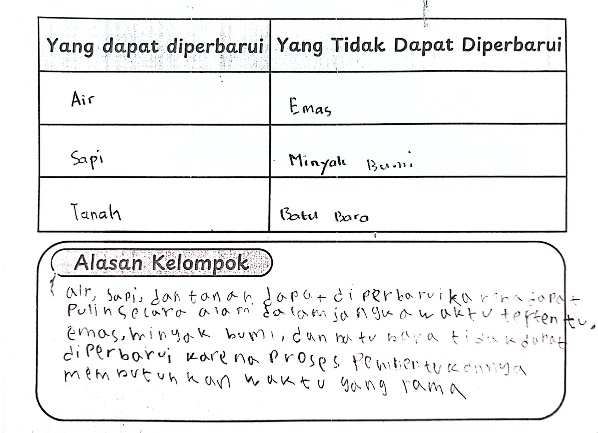 Yang dapat diperbarui Yang Tidak Dapat Diperbarui
Air Emas
Sapi Minyak Bumi
Tanah Batu Bara
Alasan Kelompok
air, sapi, dan tanah dapat diperbarui karna dapat
Pulih secara alam dalam jangka waktu tertentu,
emas, minyak bumi, dan batu bara tidak dapat
diperbarui karena proses pembentukannya
membutuhkan waktu yang lama